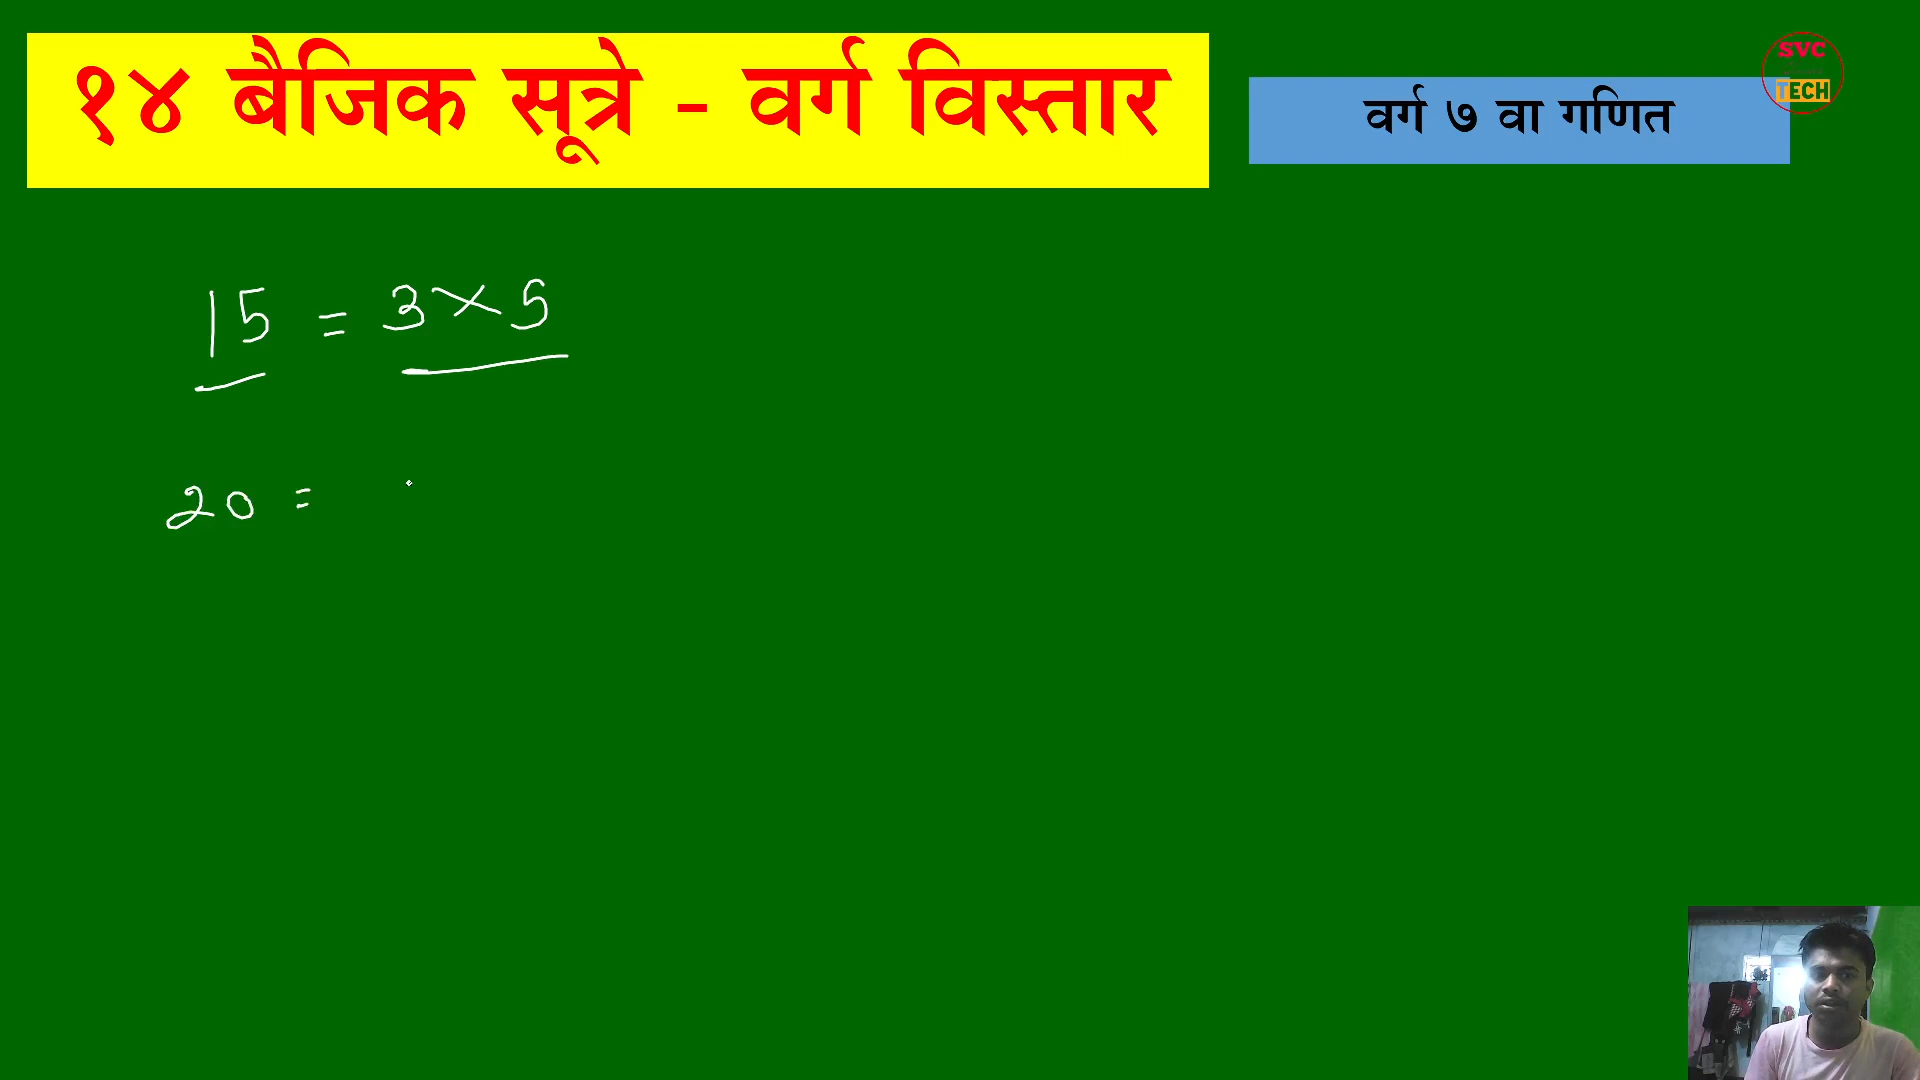 १४ बैजिक सूत्रे - वर्ग विस्तार
वर्ग ७ वा गणित
SVC
TECH
15 = 3×5
20 =